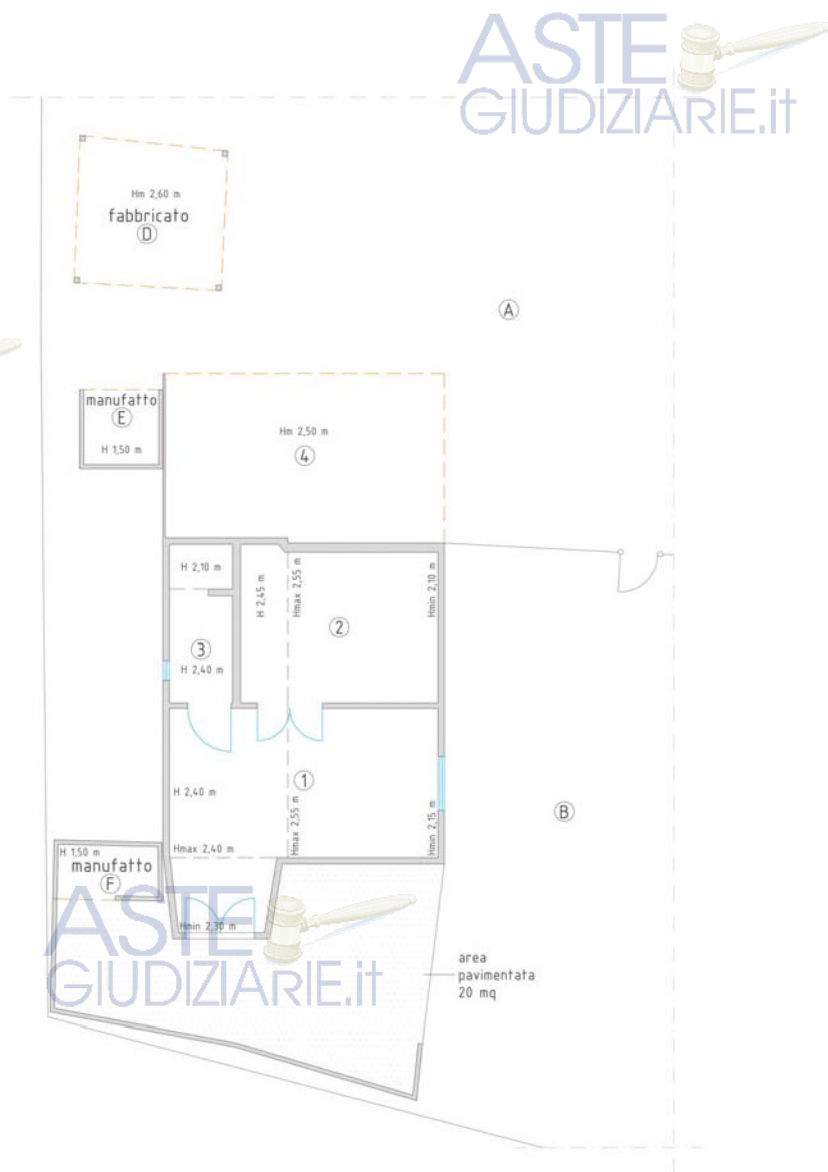 ASTE
GIUDIZIARIE.it
Hm 2,60 m
fabbricato
D
A
manufatto
E
H 1,50 m
Hm 2,50 m
4
H 2,10 m
H 2,45 m
Hmax 2,55 m
Hmin 2,10 m
2
3
H 2,40 m
1
H 2,40 m
Hmax 2,55 m
Hmin 2,15 m
B
Hmax 2,40 m
H 1,50 m
manufatto
F
ASTE
GIUDIZIARIE.it
Hmin 2,30 m
area
pavimentata
20 mq